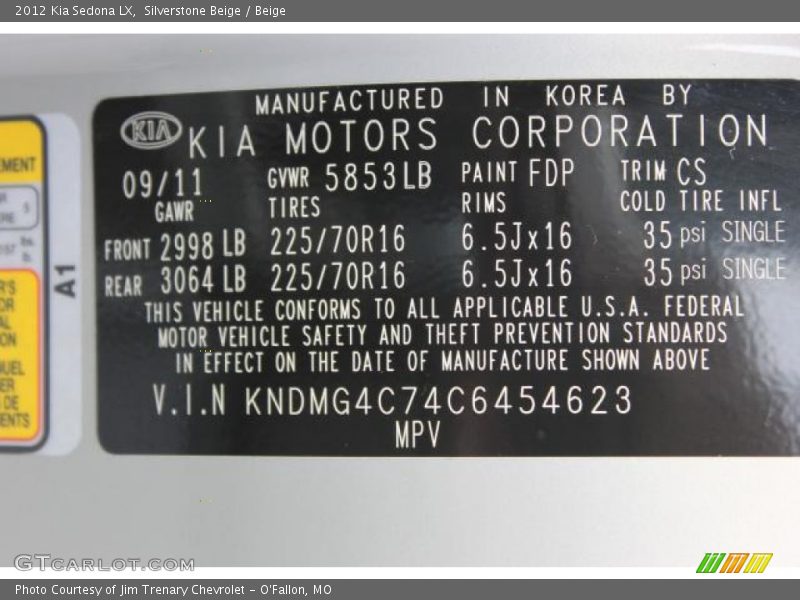 2012 Kia Sedona LX, Silverstone Beige / Beige
MANUFACTURED IN KOREA BY
KIA KIA MOTORS CORPORATION
09/11 GVWR 5853LB PAINT FDP TRIM CS
GAWR TIRES RIMS COLD TIRE INFL
FRONT 2998 LB 225/70R16 6.5Jx16 35 psi SINGLE
REAR 3064 LB 225/70R16 6.5Jx16 35 psi SINGLE
THIS VEHICLE CONFORMS TO ALL APPLICABLE U.S.A. FEDERAL
MOTOR VEHICLE SAFETY AND THEFT PREVENTION STANDARDS
IN EFFECT ON THE DATE OF MANUFACTURE SHOWN ABOVE
V.I.N KNDMG4C74C6454623
MPV
A1
GTCARLOT.COM
Photo Courtesy of Jim Trenary Chevrolet - O'Fallon, MO